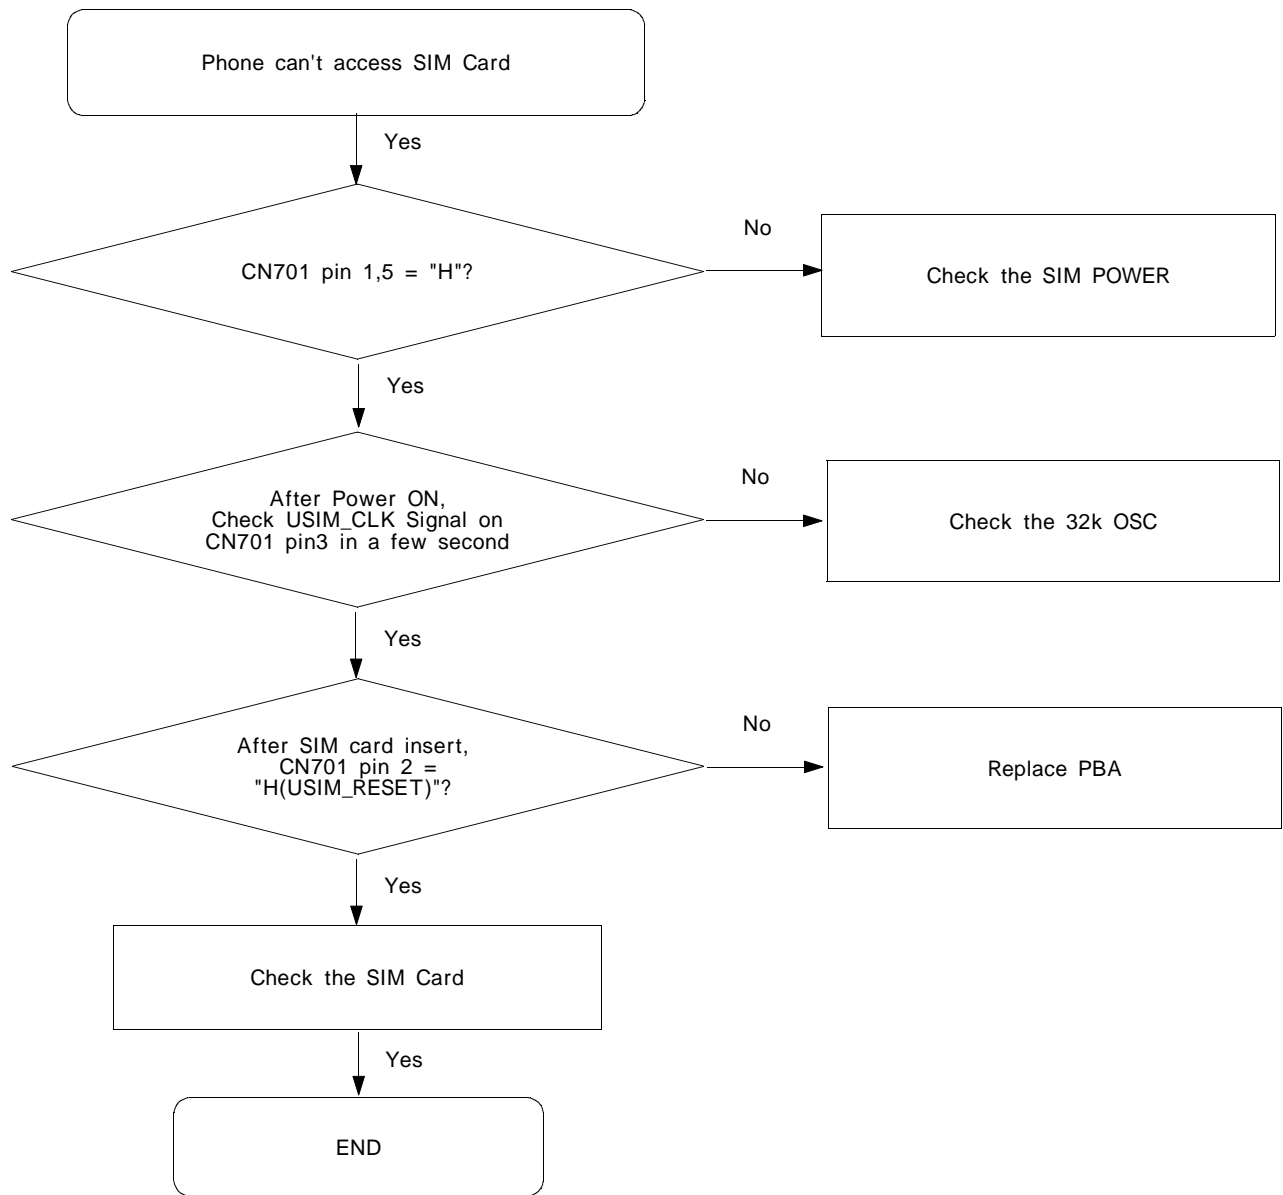 Phone can't access SIM Card
Yes
CN701 pin 1,5 = "H"?
No
Check the SIM POWER
Yes
After Power ON,
Check USIM_CLK Signal on
CN701 pin3 in a few second
No
Check the 32k OSC
Yes
After SIM card insert,
CN701 pin 2 =
"H(USIM_RESET)"?
No
Replace PBA
Yes
Check the SIM Card
Yes
END